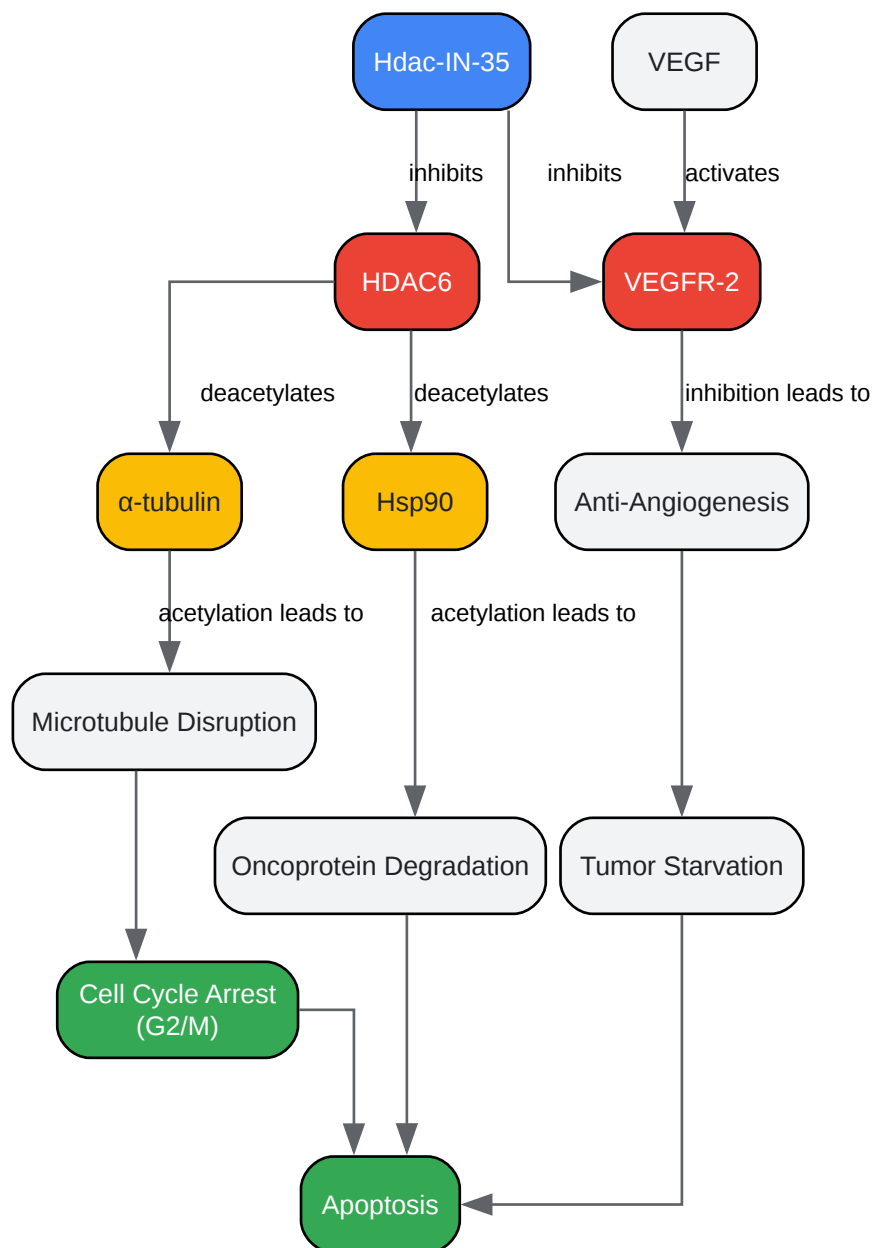 Hdac-IN-35
VEGF
inhibits
inhibits
activates
HDAC6
VEGFR-2
deacetylates
deacetylates
inhibition leads to
α-tubulin
Hsp90
Anti-Angiogenesis
acetylation leads to
acetylation leads to
Microtubule Disruption
Oncoprotein Degradation
Tumor Starvation
Cell Cycle Arrest
(G2/M)
Apoptosis